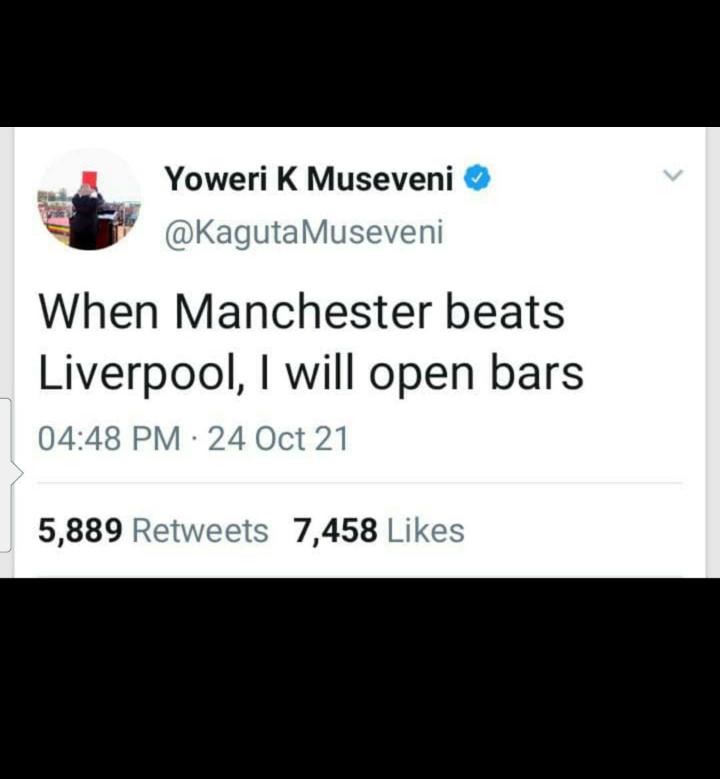 Yoweri K Museveni
@KagutaMuseveni
When Manchester beats
Liverpool, I will open bars
04:48 PM · 24 Oct 21
5,889 Retweets 7,458 Likes